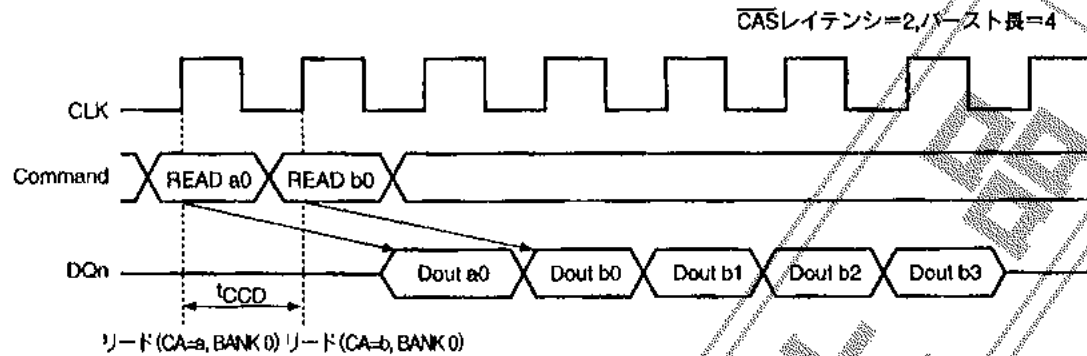 CASレイテンシ=2,バースト長=4
CLK
Command READ a0 READ b0
DQn Dout a0 Dout b0 Dout b1 Dout b2 Dout b3
tCCD
リード(CA=a, BANK 0) リード(CA=b, BANK 0)